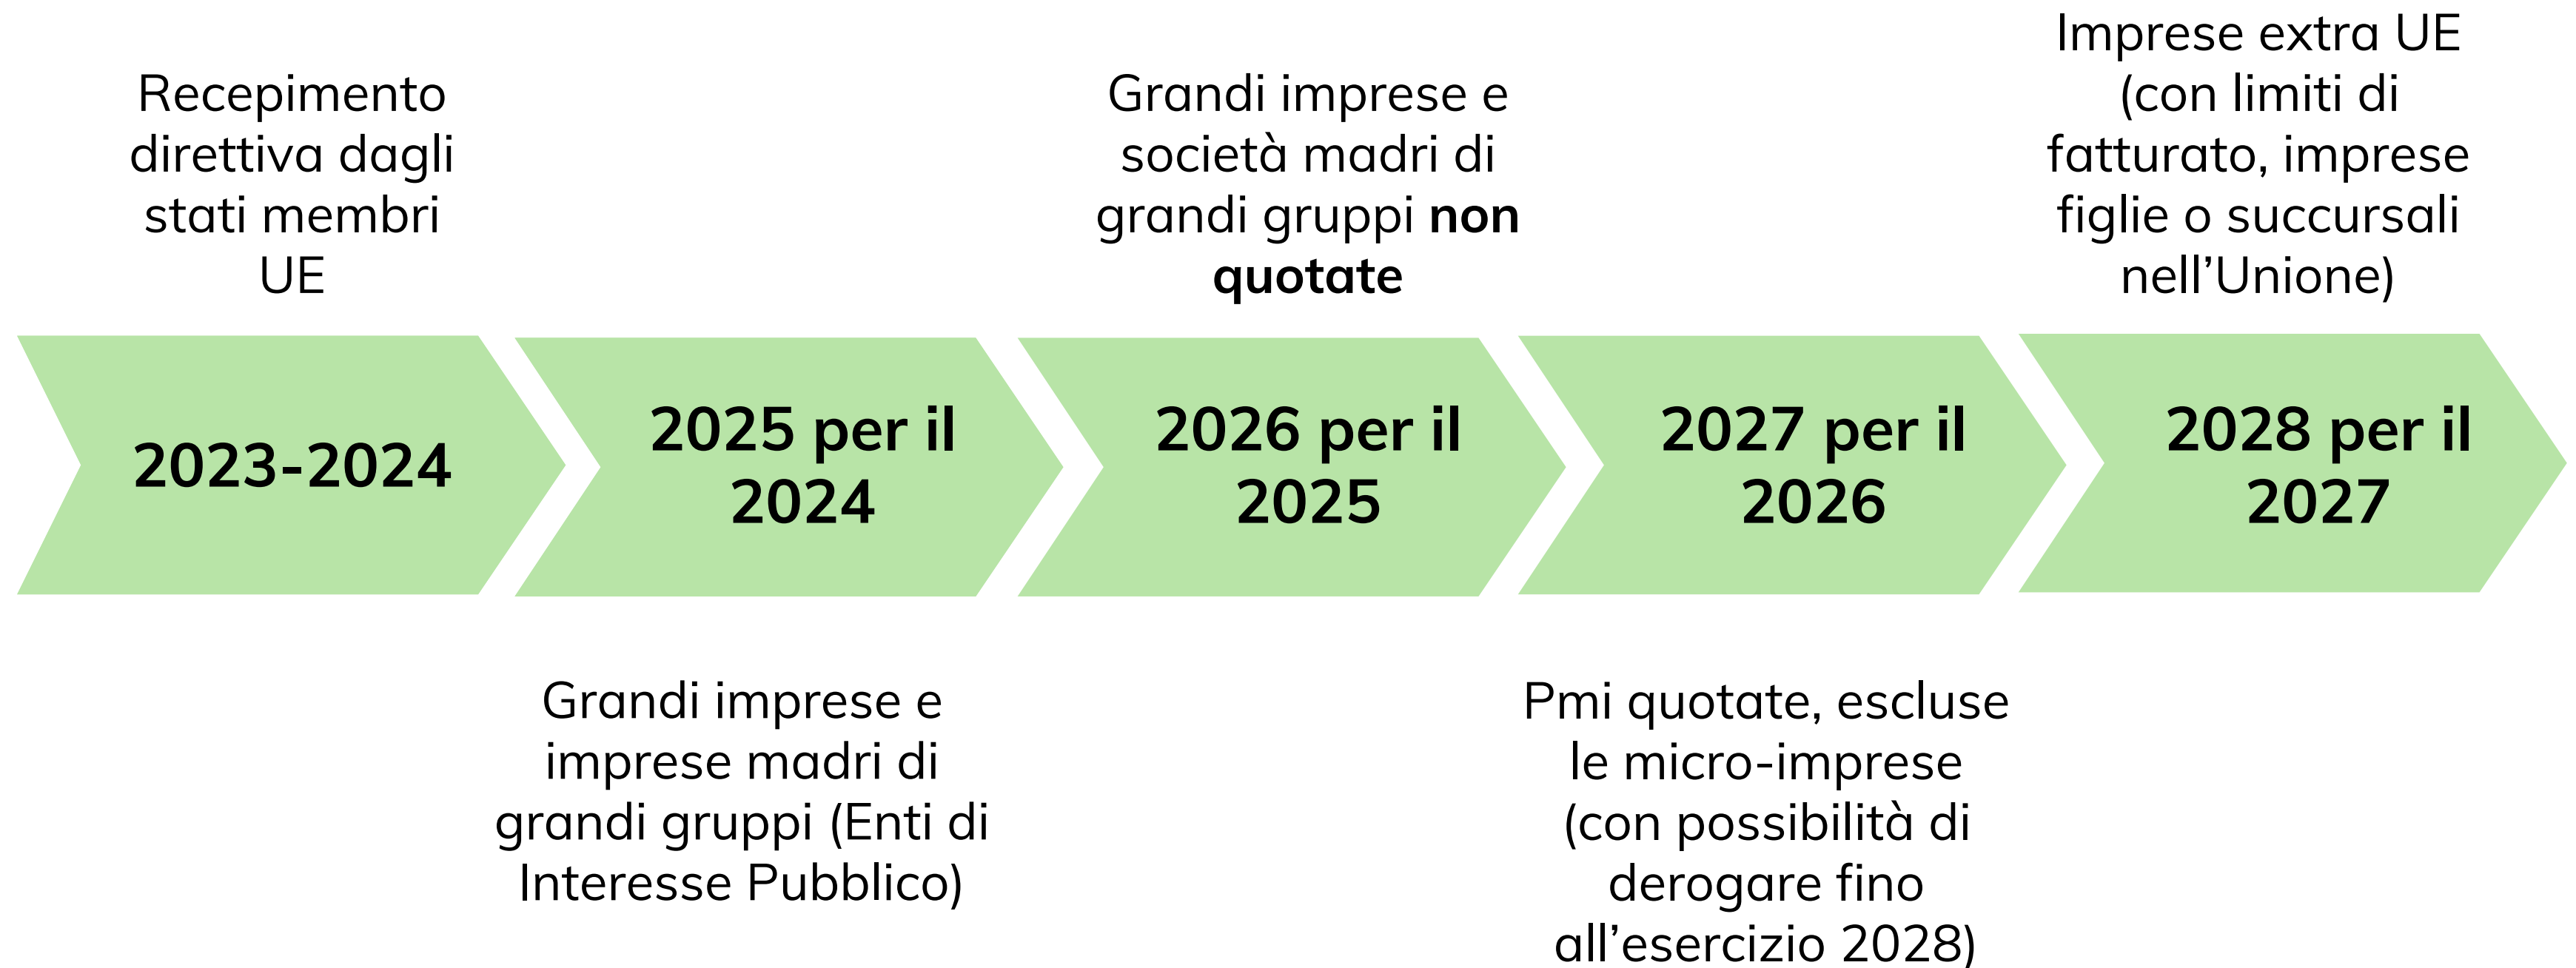 Recepimento
direttiva dagli
stati membri
UE
2023-2024
2025 per il
2024
Grandi imprese e
imprese madri di
grandi gruppi (Enti di
Interesse Pubblico)
Grandi imprese e
società madri di
grandi gruppi non
quotate
2026 per il
2025
2027 per il
2026
Pmi quotate, escluse
le micro-imprese
(con possibilità di
derogare fino
all’esercizio 2028)
Imprese extra UE
(con limiti di
fatturato, imprese
figlie o succursali
nell’Unione)
2028 per il
2027